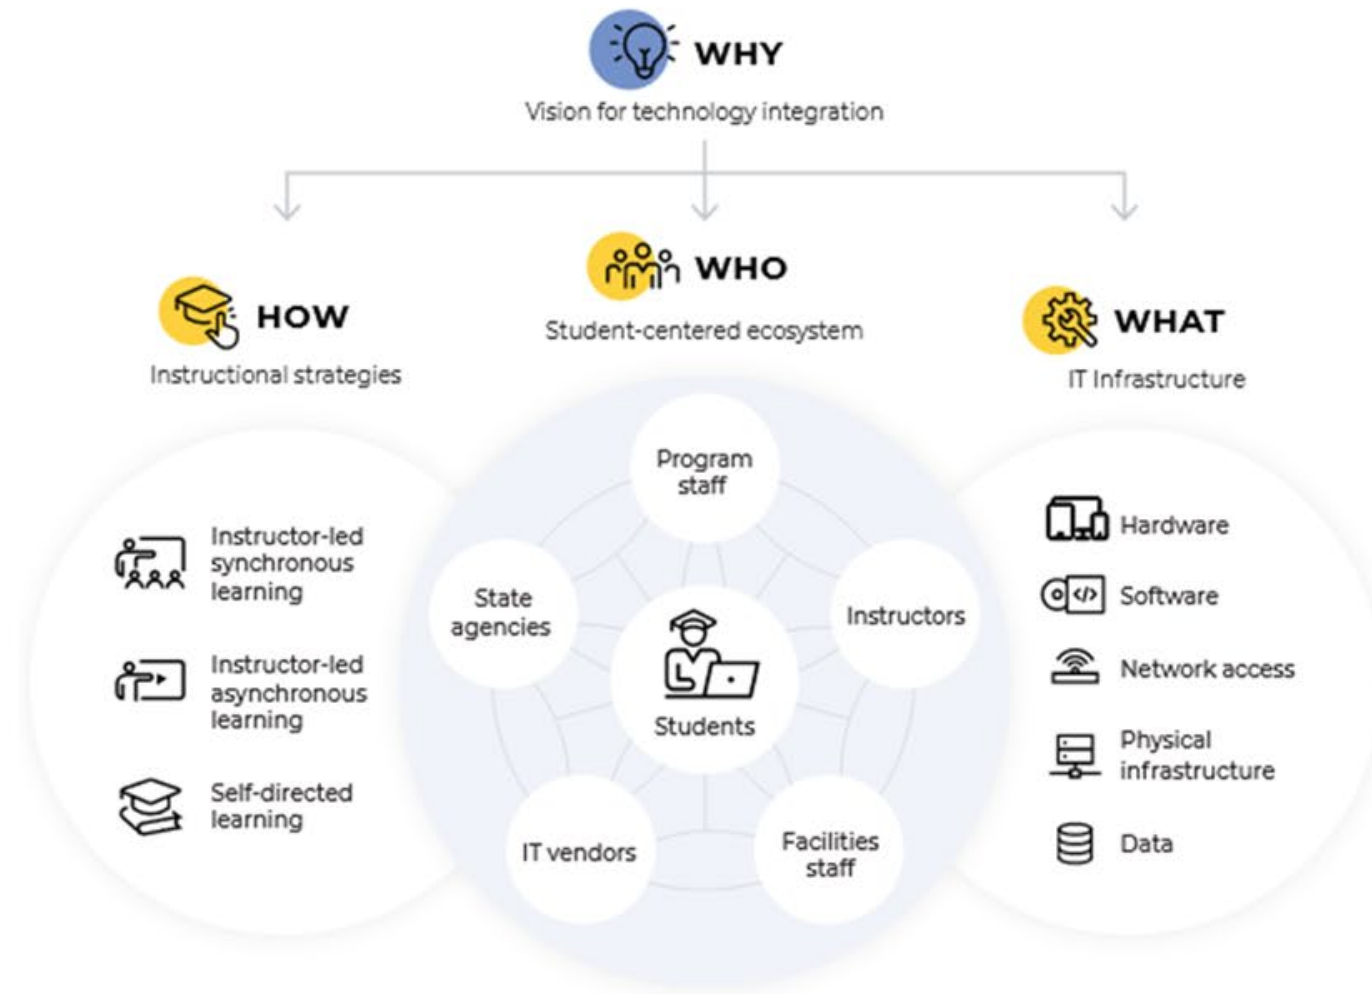 WHY
Vision for technology integration
HOW
Instructional strategies
Instructor-led
synchronous
learning
Instructor-led
asynchronous
learning
Self-directed
learning
WHO
Student-centered ecosystem
Program
staff
State
agencies
Instructors
Students
IT vendors
Facilities
staff
WHAT
IT Infrastructure
Hardware
</>
Software
Network access
Physical
infrastructure
Data